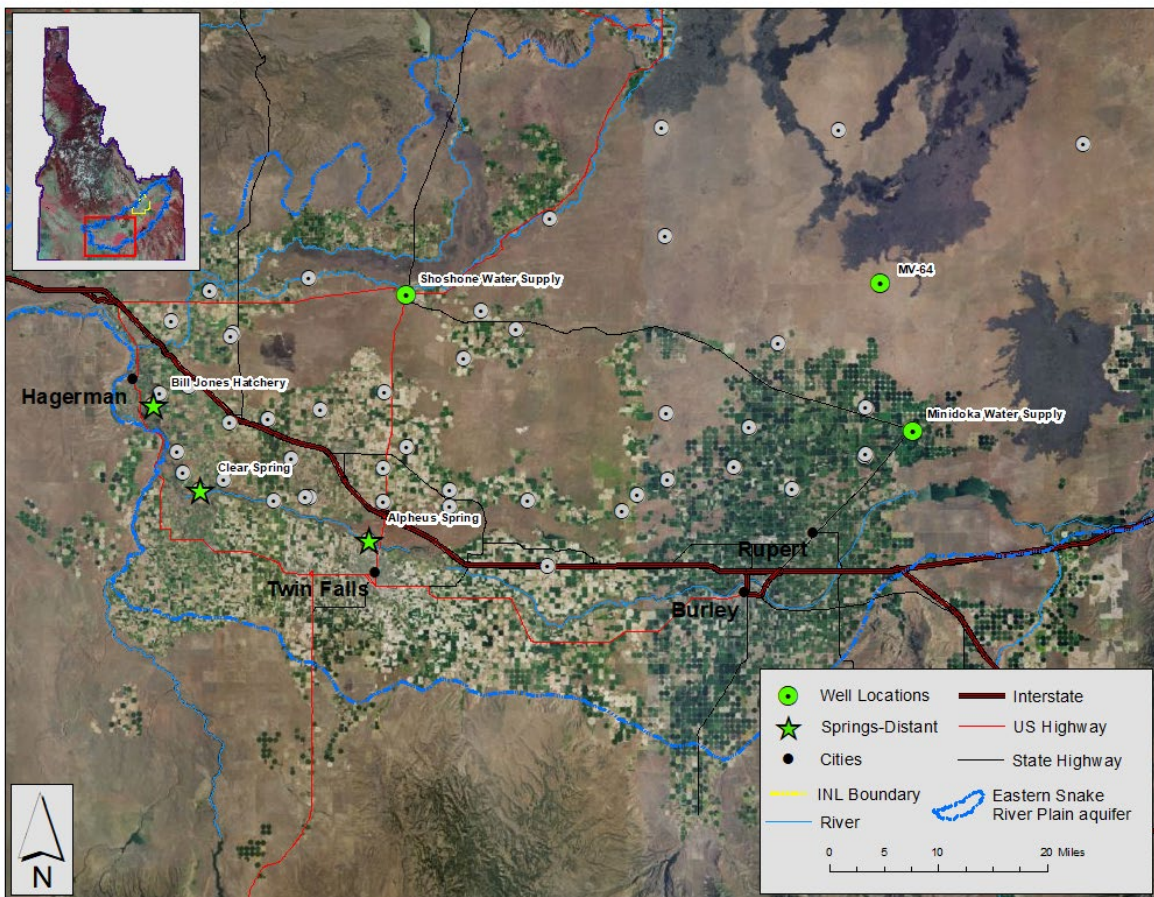 Shoshone Water Supply
MV-64
Bill Jones Hatchery
Hagerman
Minidoka Water Supply
Clear Spring
Alpheus Spring
Rupert
Twin Falls
Burley
Well Locations
Interstate
Springs-Distant
US Highway
Cities
State Highway
INL Boundary
Eastern Snake
River Plain aquifer
River
0 5 10 20 Miles
N